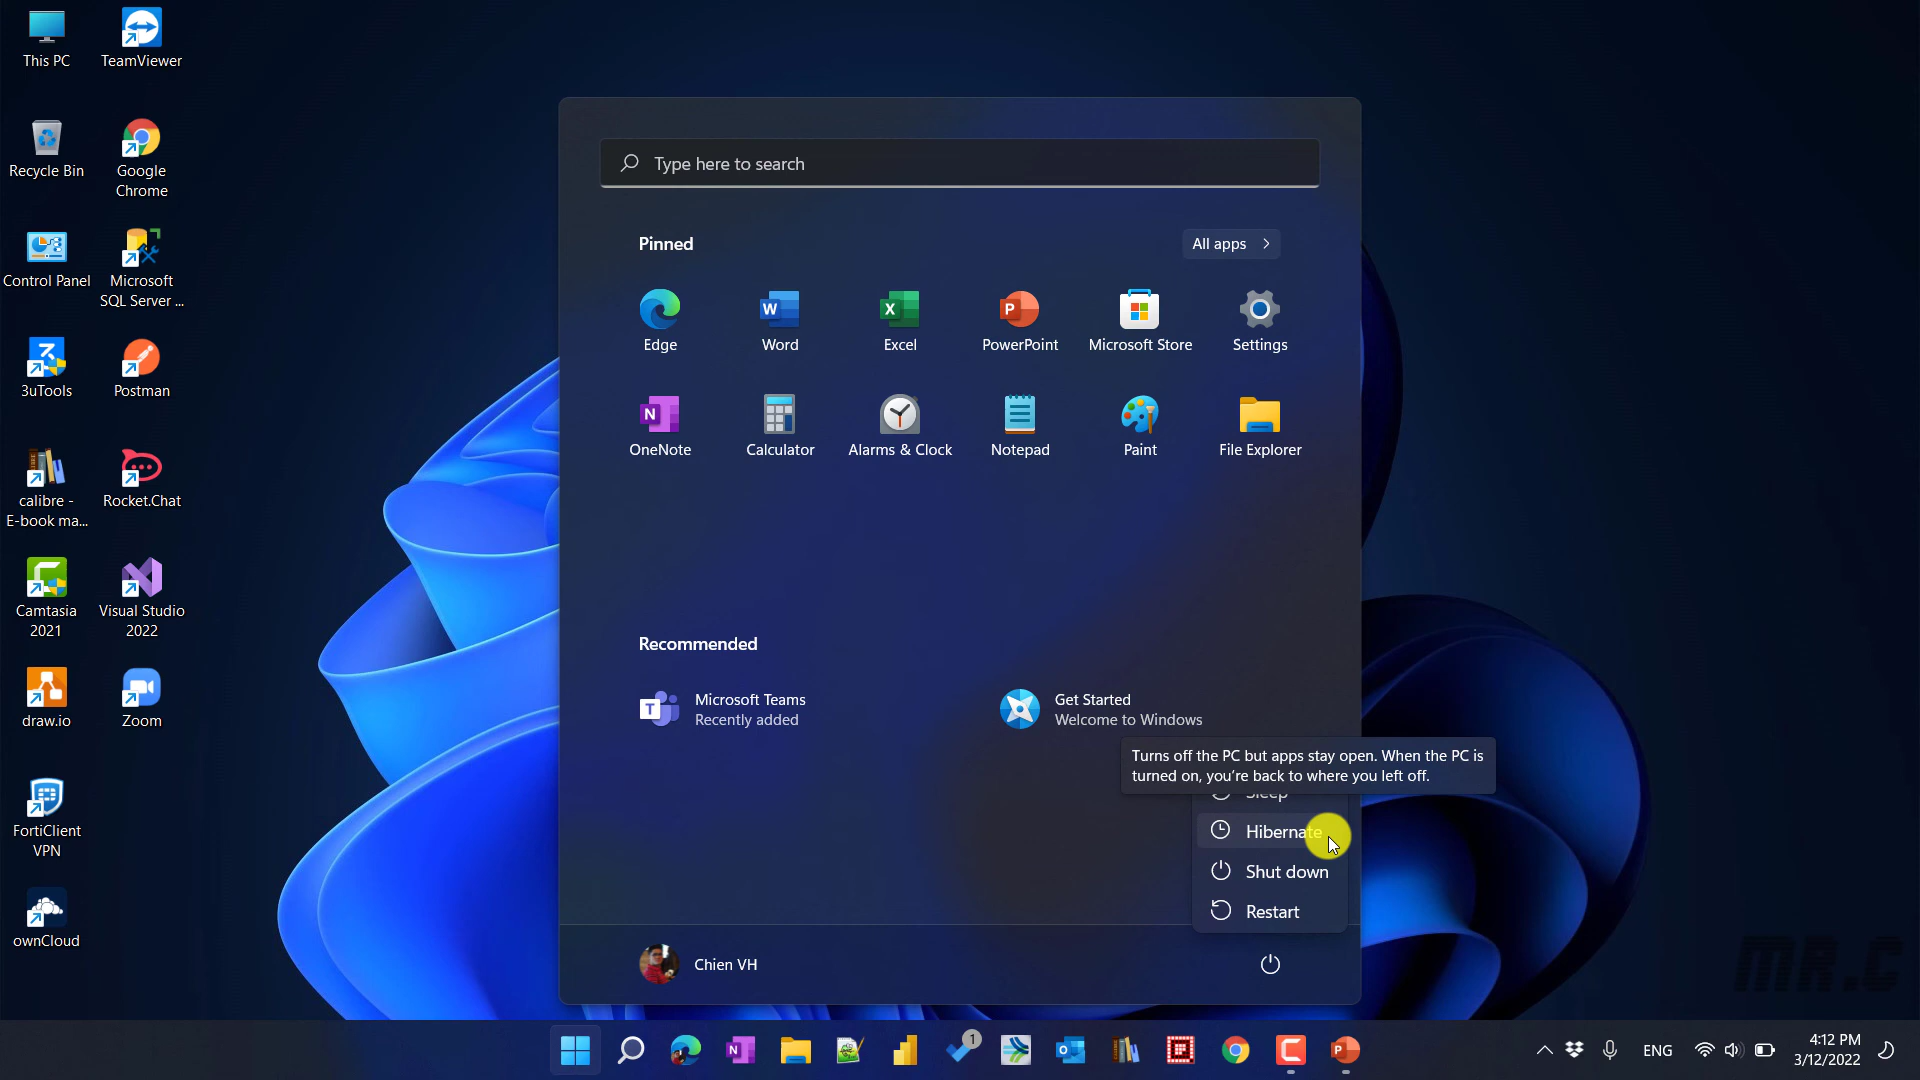 This PC
TeamViewer
Recycle Bin
Google
Chrome
Control Panel
Microsoft
SQL Server ...
3uTools
Postman
calibre -
E-book ma...
Rocket.Chat
Camtasia
2021
Visual Studio
2022
draw.io
Zoom
FortiClient
VPN
ownCloud
Type here to search
Pinned
All apps
Edge
Word
Excel
PowerPoint
Microsoft Store
Settings
OneNote
Calculator
Alarms & Clock
Notepad
Paint
File Explorer
Recommended
Microsoft Teams
Recently added
Get Started
Welcome to Windows
Turns off the PC but apps stay open. When the PC is
turned on, you're back to where you left off.
Sleep
Hibernate
Shut down
Restart
Chien VH
MR.C
1
ENG
4:12 PM
3/12/2022